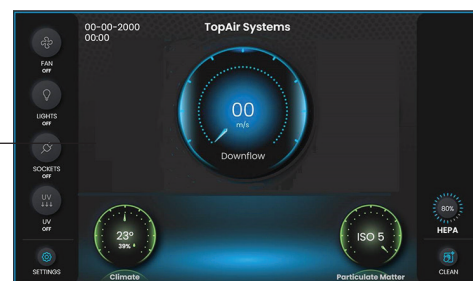 00-00-2000
00:00
TopAir Systems
FAN
OFF
LIGHTS
OFF
SOCKETS
OFF
UV
UV
OFF
SETTINGS
00
m/s
Downflow
23°
39%
Climate
ISO 5
Particulate Matter
80%
HEPA
CLEAN